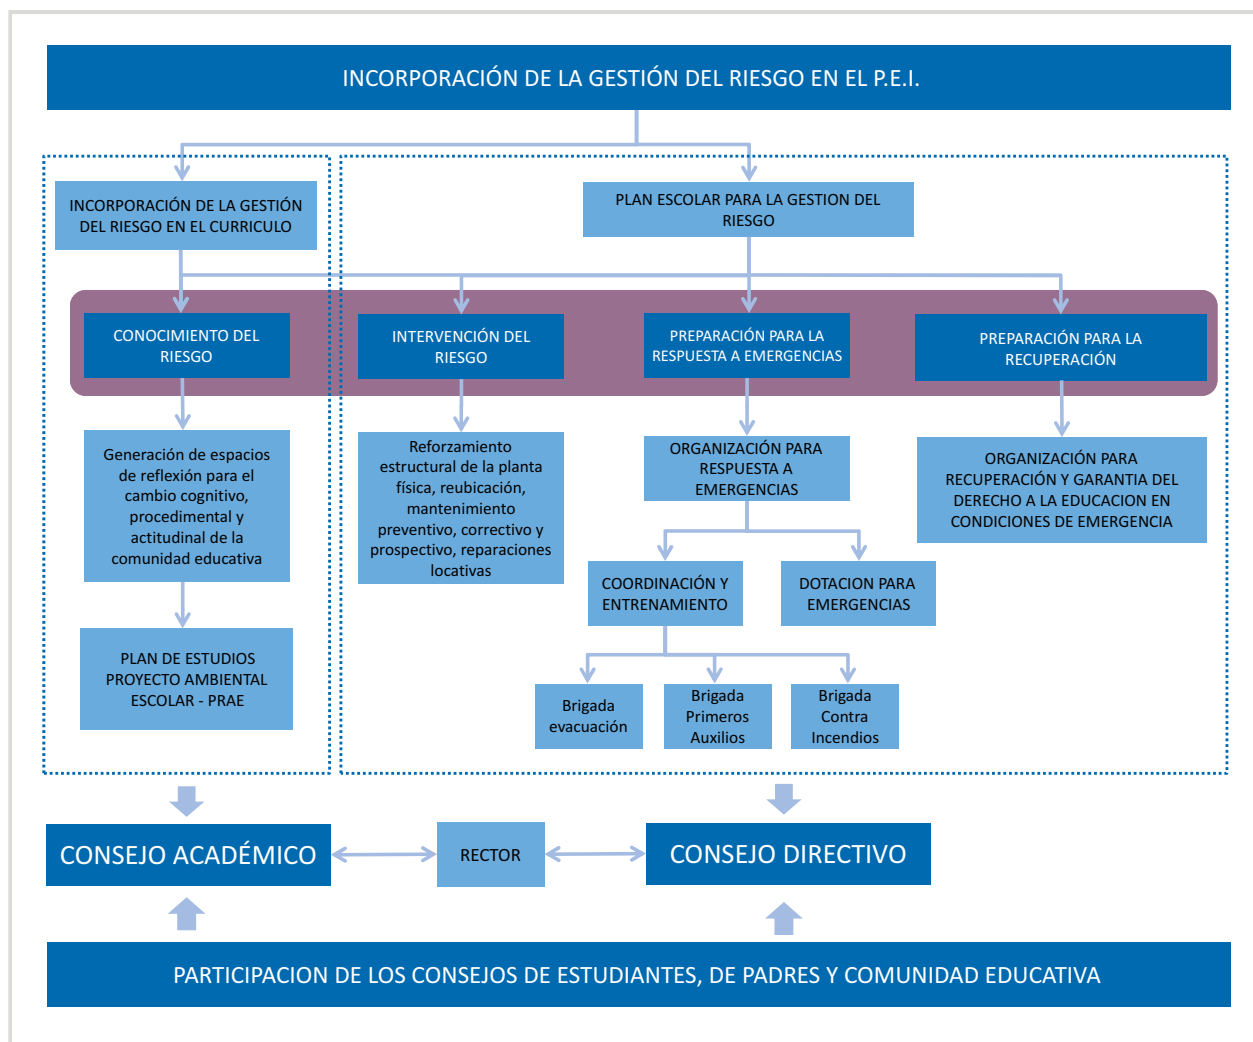 INCORPORACIÓN DE LA GESTIÓN DEL RIESGO EN EL P.E.I.
INCORPORACIÓN DE LA GESTIÓN
DEL RIESGO EN EL CURRICULO
PLAN ESCOLAR PARA LA GESTION DEL
RIESGO
CONOCIMIENTO DEL
RIESGO
INTERVENCIÓN DEL
RIESGO
PREPARACIÓN PARA LA
RESPUESTA A EMERGENCIAS
PREPARACIÓN PARA LA
RECUPERACIÓN
Generación de espacios
de reflexión para el
cambio cognitivo,
procedimental y
actitudinal de la
comunidad educativa
Reforzamiento
estructural de la planta
física, reubicación,
mantenimiento
preventivo, correctivo y
prospectivo, reparaciones
locativas
ORGANIZACIÓN PARA
RESPUESTA A
EMERGENCIAS
ORGANIZACIÓN PARA
RECUPERACIÓN Y GARANTIA DEL
DERECHO A LA EDUCACION EN
CONDICIONES DE EMERGENCIA
COORDINACIÓN Y
ENTRENAMIENTO
DOTACION PARA
EMERGENCIAS
PLAN DE ESTUDIOS
PROYECTO AMBIENTAL
ESCOLAR - PRAE
Brigada
evacuación
Brigada
Primeros
Auxilios
Brigada
Contra
Incendios
CONSEJO ACADÉMICO
RECTOR
CONSEJO DIRECTIVO
PARTICIPACION DE LOS CONSEJOS DE ESTUDIANTES, DE PADRES Y COMUNIDAD EDUCATIVA